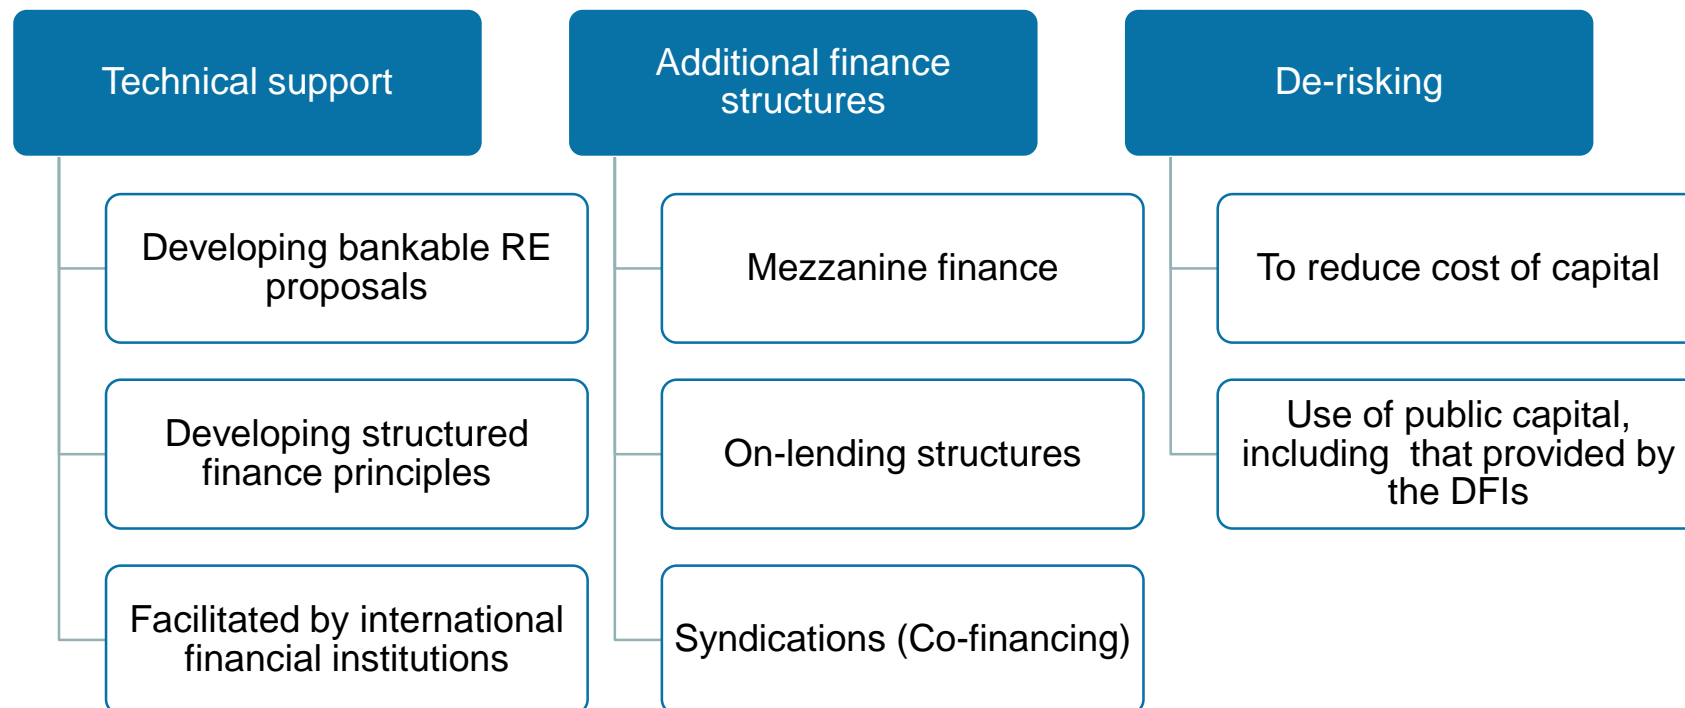 Technical support
Developing bankable RE
proposals
Developing structured
finance principles
Facilitated by international
financial institutions
Additional finance
structures
Mezzanine finance
On-lending structures
Syndications (Co-financing)
De-risking
To reduce cost of capital
Use of public capital,
including  that provided by
the DFIs